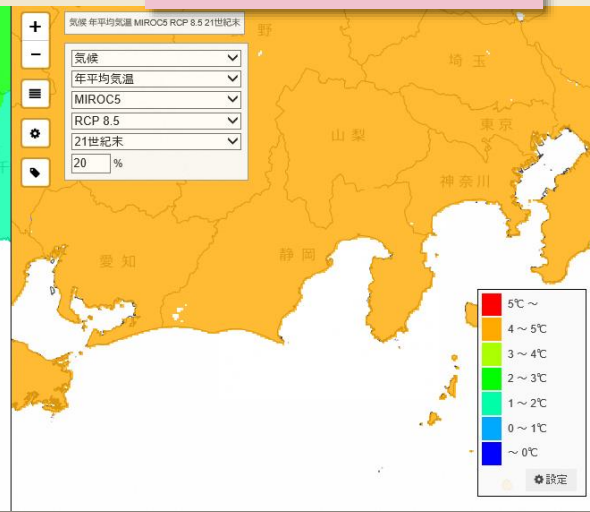 +
−
気候 年平均気温 MIROC5 RCP 8.5 21世紀末
気候
年平均気温
MIROC5
RCP 8.5
21世紀末
20 %
野
埼 玉
山 梨
東 京
神 奈 川
愛 知
静 岡
5℃ ～
4 ～ 5℃
3 ～ 4℃
2 ～ 3℃
1 ～ 2℃
0 ～ 1℃
～ 0℃
設定